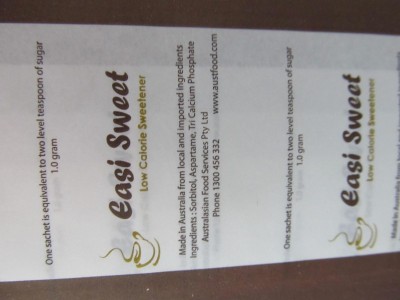 One sachet is equivalent to two level teaspoon of sugar
1.0 gram
Easi Sweet
Low Calorie Sweetener
Made In Australia from local and imported ingredients
Ingredients : Sorbitol, Aspartame, Tri Calcium Phosphate
Australasian Food Services Pty Ltd
Phone 1300 456 332 www.austfood.com
One sachet is equivalent to two level teaspoon of sugar
1.0 gram
Easi Sweet
Low Calorie Sweetener
Made In Australia from